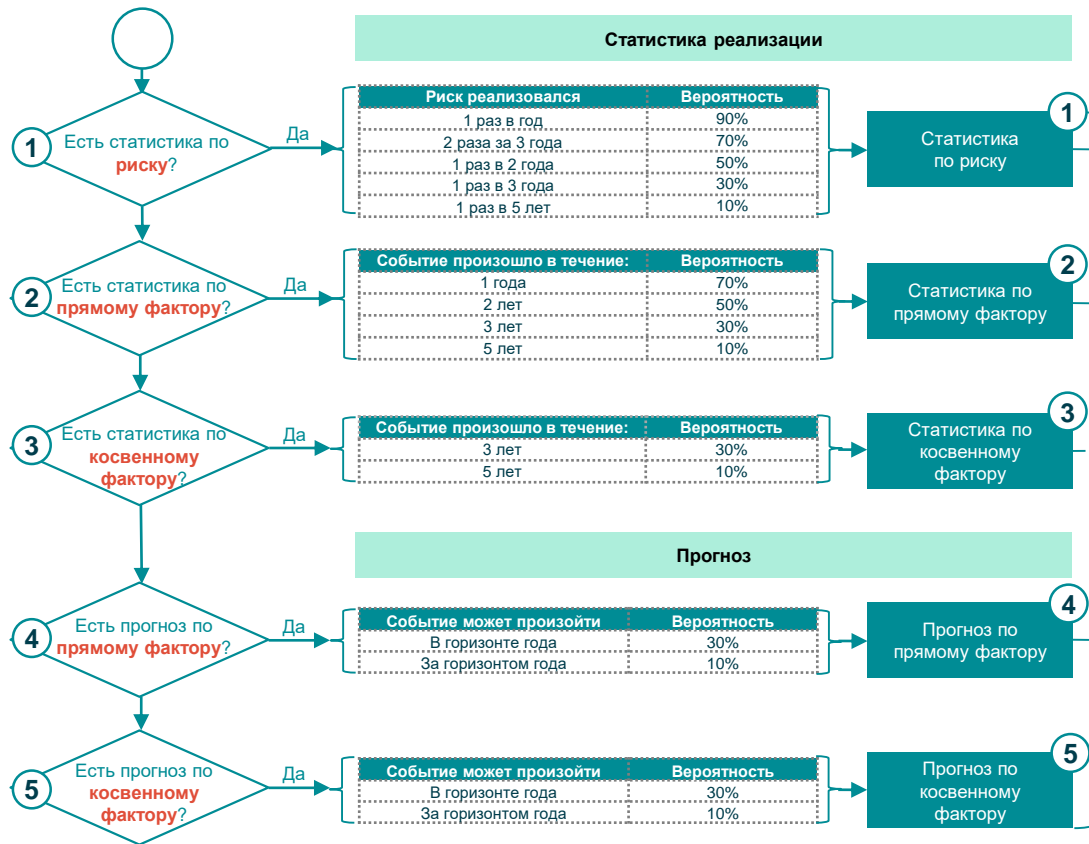 Статистика реализации
1
Есть статистика по
риску?
Да
Риск реализовался Вероятность
1 раз в год 90%
2 раза за 3 года 70%
1 раз в 2 года 50%
1 раз в 3 года 30%
1 раз в 5 лет 10%
1
Статистика
по риску
2
Есть статистика по
прямому фактору?
Да
Событие произошло в течение: Вероятность
1 года 70%
2 лет 50%
3 лет 30%
5 лет 10%
2
Статистика по
прямому фактору
3
Есть статистика по
косвенному
фактору?
Да
Событие произошло в течение: Вероятность
3 лет 30%
5 лет 10%
3
Статистика по
косвенному
фактору
Прогноз
4
Есть прогноз по
прямому фактору?
Да
Событие может произойти Вероятность
В горизонте года 30%
За горизонтом года 10%
4
Прогноз по
прямому фактору
5
Есть прогноз по
косвенному
фактору?
Да
Событие может произойти Вероятность
В горизонте года 30%
За горизонтом года 10%
5
Прогноз по
косвенному
фактору